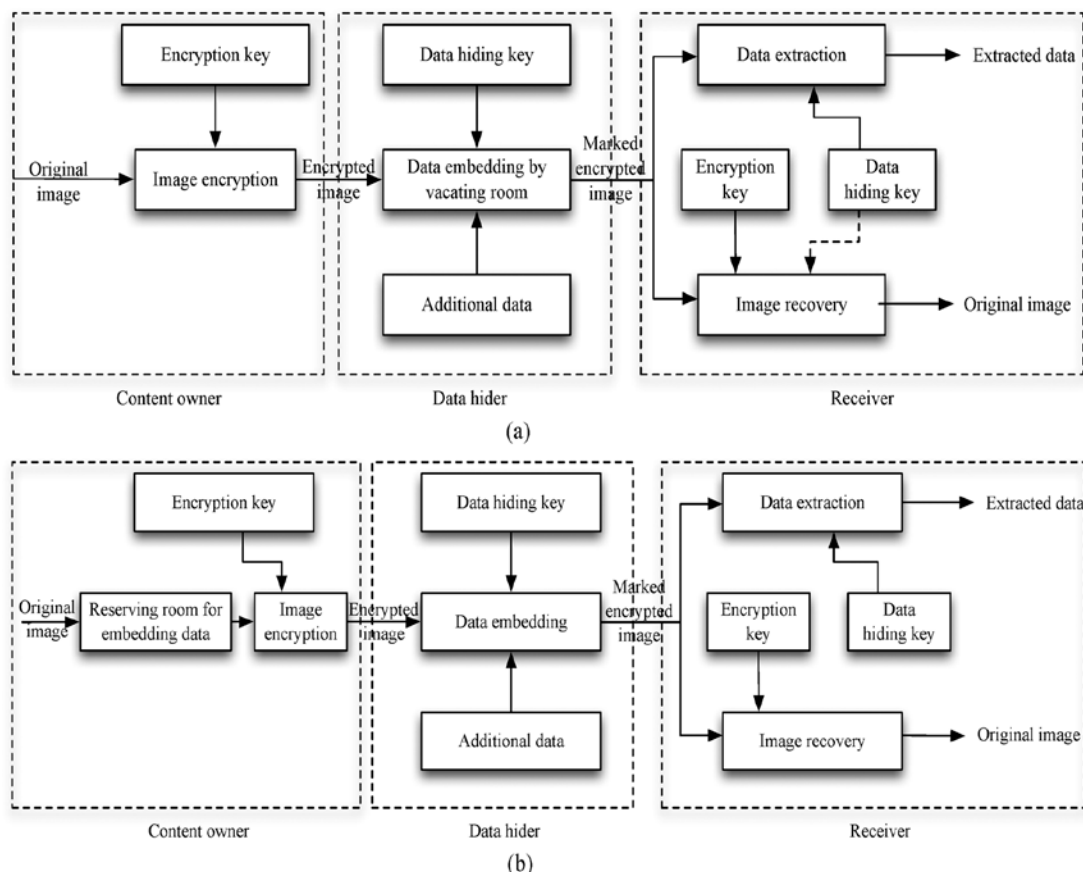 Encryption key
Data hiding key
Data extraction
Extracted data
Original
image
Image encryption
Encrypted
image
Data embedding by
vacating room
Marked
encrypted
image
Encryption
key
Data
hiding key
Additional data
Image recovery
Original image
Content owner
Data hider
Receiver
(a)
Encryption key
Data hiding key
Data extraction
Extracted data
Original
image
Reserving room for
embedding data
Image
encryption
Encrypted
image
Data embedding
Marked
encrypted
image
Encryption
key
Data
hiding key
Additional data
Image recovery
Original image
Content owner
Data hider
Receiver
(b)